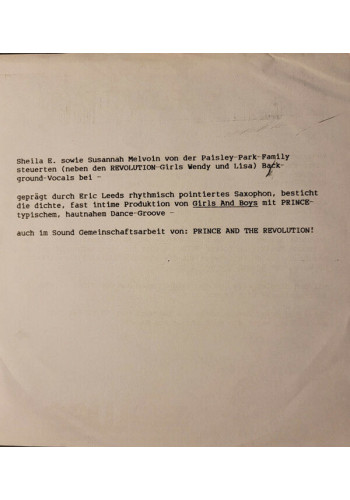 Sheila E. sowie Susannah Melvoin von der Paisley-Park-Family
steuerten (neben den REVOLUTION-Girls Wendy und Lisa) Back-
ground-Vocals bei -
geprägt durch Eric Leeds rhythmisch pointiertes Saxophon, besticht
die dichte, fast intime Produktion von Girls And Boys mit PRINCE-
typischem, hautnahem Dance-Groove -
auch im Sound Gemeinschaftsarbeit von: PRINCE AND THE REVOLUTION!